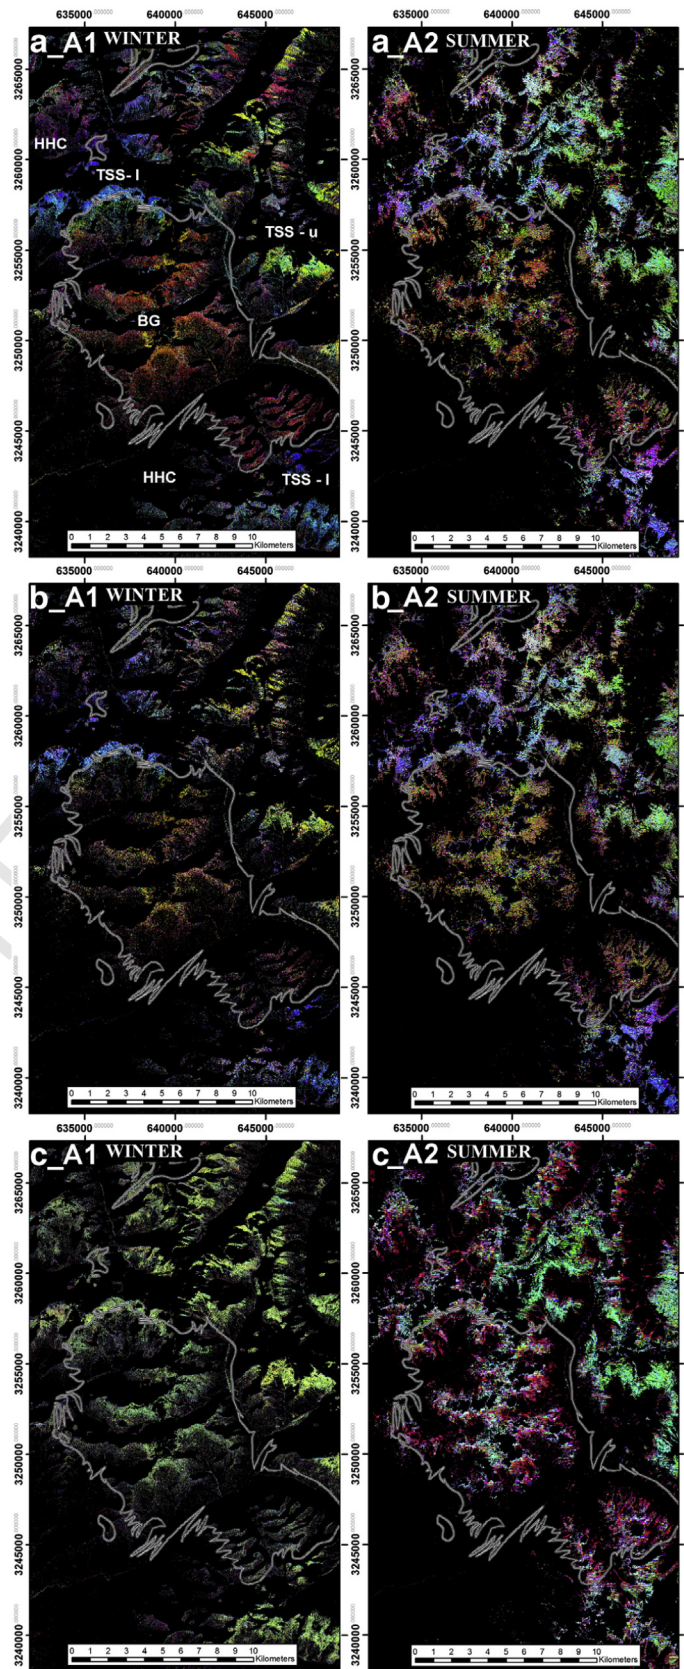 635000 640000 645000
635000 640000 645000
a_A1 WINTER
a_A2 SUMMER
3265000
3260000
3255000
3250000
3245000
3240000
HHC
TSS- l
TSS - u
BG
HHC
TSS - l
0 1 2 3 4 5 6 7 8 9 10
Kilometers
0 1 2 3 4 5 6 7 8 9 10
Kilometers
635000 640000 645000
635000 640000 645000
b_A1 WINTER
b_A2 SUMMER
3265000
3260000
3255000
3250000
3245000
3240000
0 1 2 3 4 5 6 7 8 9 10
Kilometers
0 1 2 3 4 5 6 7 8 9 10
Kilometers
635000 640000 645000
635000 640000 645000
c_A1 WINTER
c_A2 SUMMER
3265000
3260000
3255000
3250000
3245000
3240000
0 1 2 3 4 5 6 7 8 9 10
Kilometers
0 1 2 3 4 5 6 7 8 9 10
Kilometers